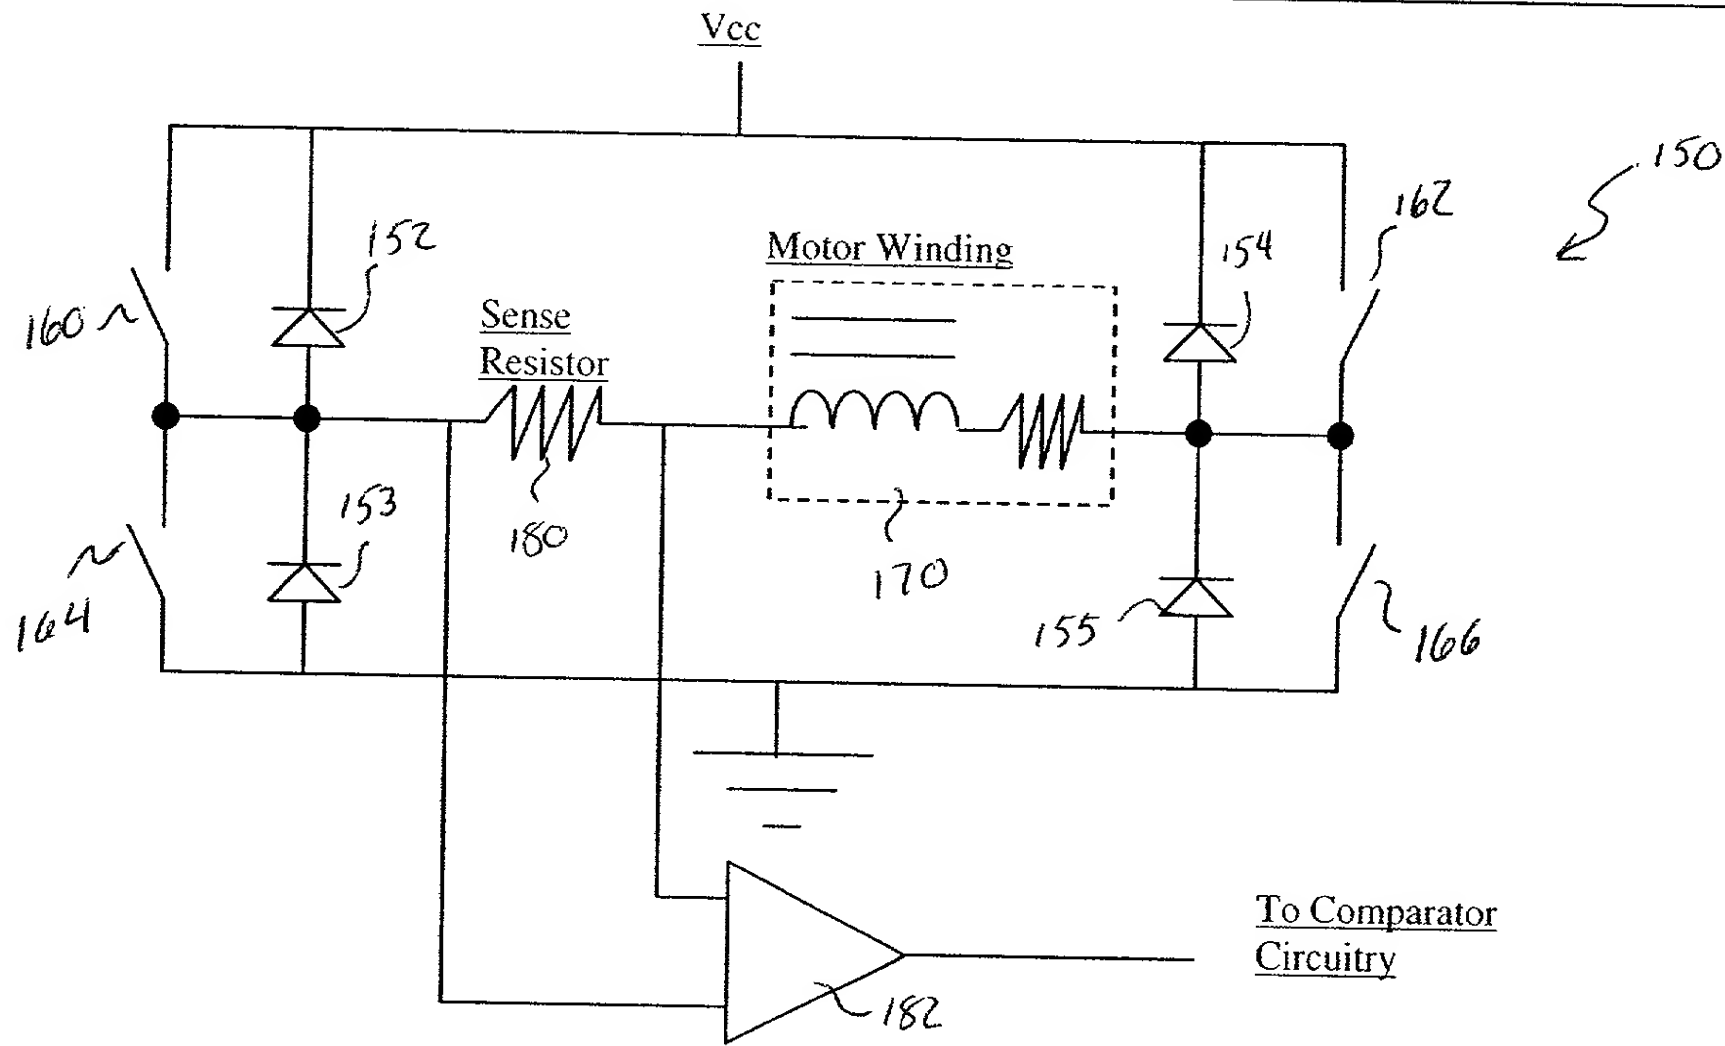 Vcc
150
162
152
154
Motor Winding
160
Sense
Resistor
153
180
170
164
155
166
To Comparator
Circuitry
182